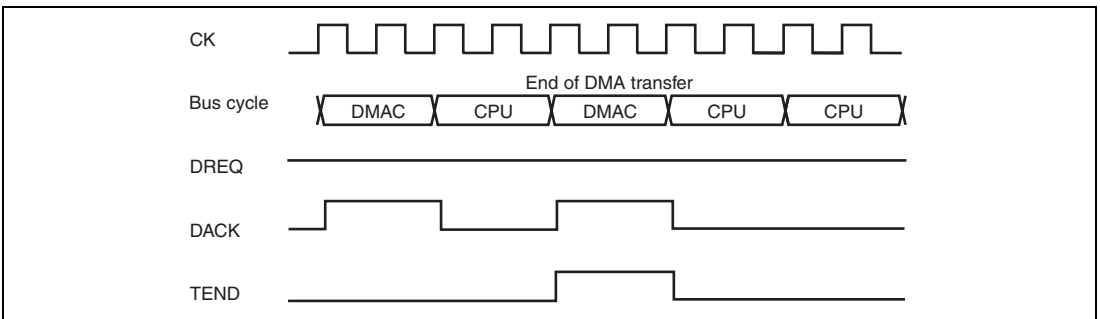 CK
End of DMA transfer
Bus cycle DMAC CPU DMAC CPU CPU
DREQ
DACK
TEND